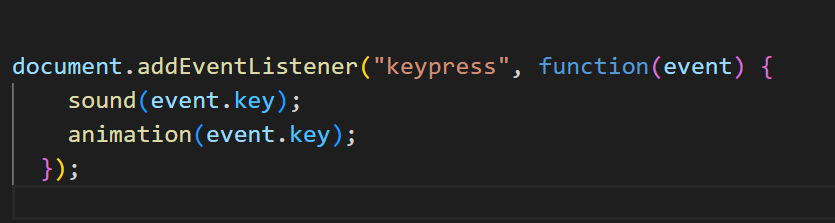 document.addEventListener("keypress", function(event) {
    sound(event.key);
    animation(event.key);
  });